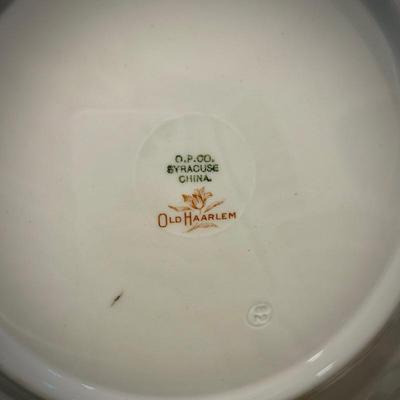 O.P.CO.
SYRACUSE
CHINA.
OLD HAARLEM